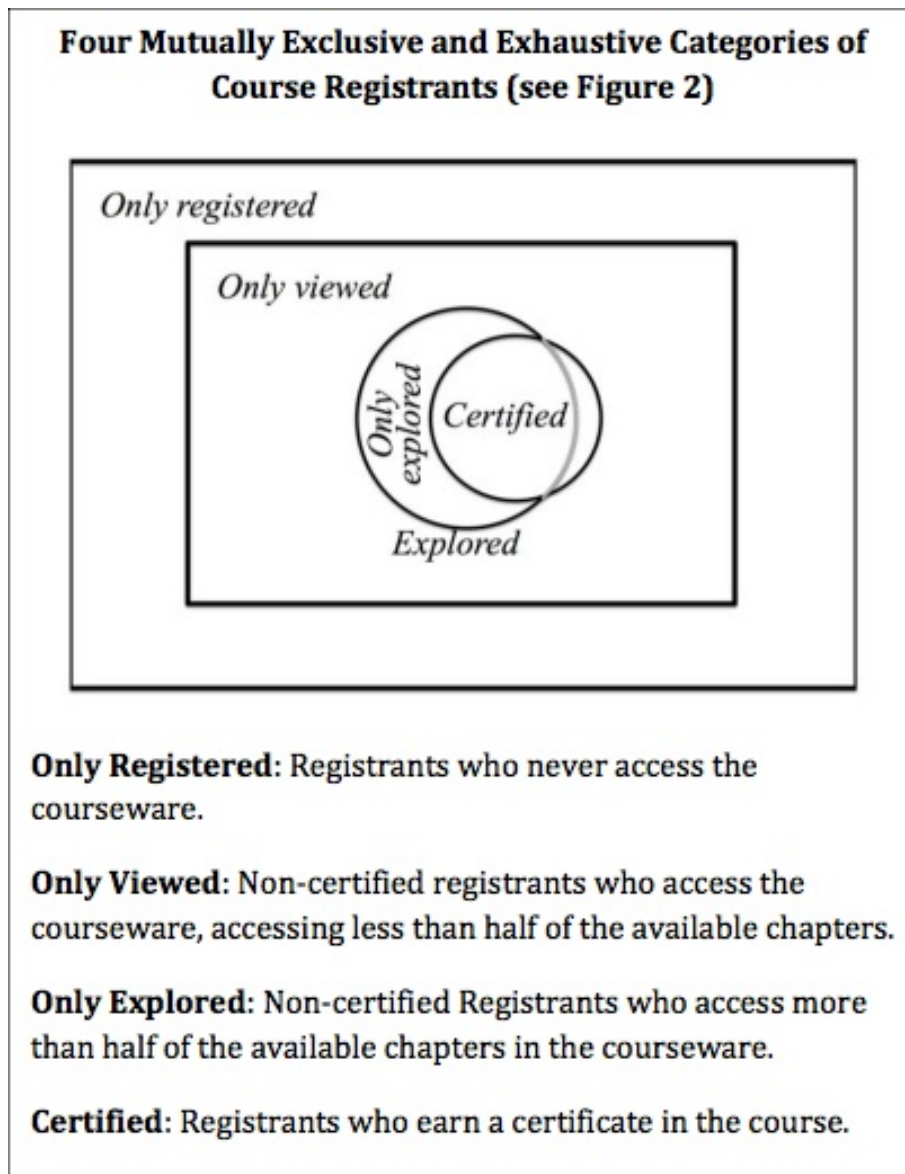 Four Mutually Exclusive and Exhaustive Categories of
Course Registrants (see Figure 2)
Only registered
Only viewed
Only
explored
Certified
Explored
Only Registered: Registrants who never access the
courseware.
Only Viewed: Non-certified registrants who access the
courseware, accessing less than half of the available chapters.
Only Explored: Non-certified Registrants who access more
than half of the available chapters in the courseware.
Certified: Registrants who earn a certificate in the course.